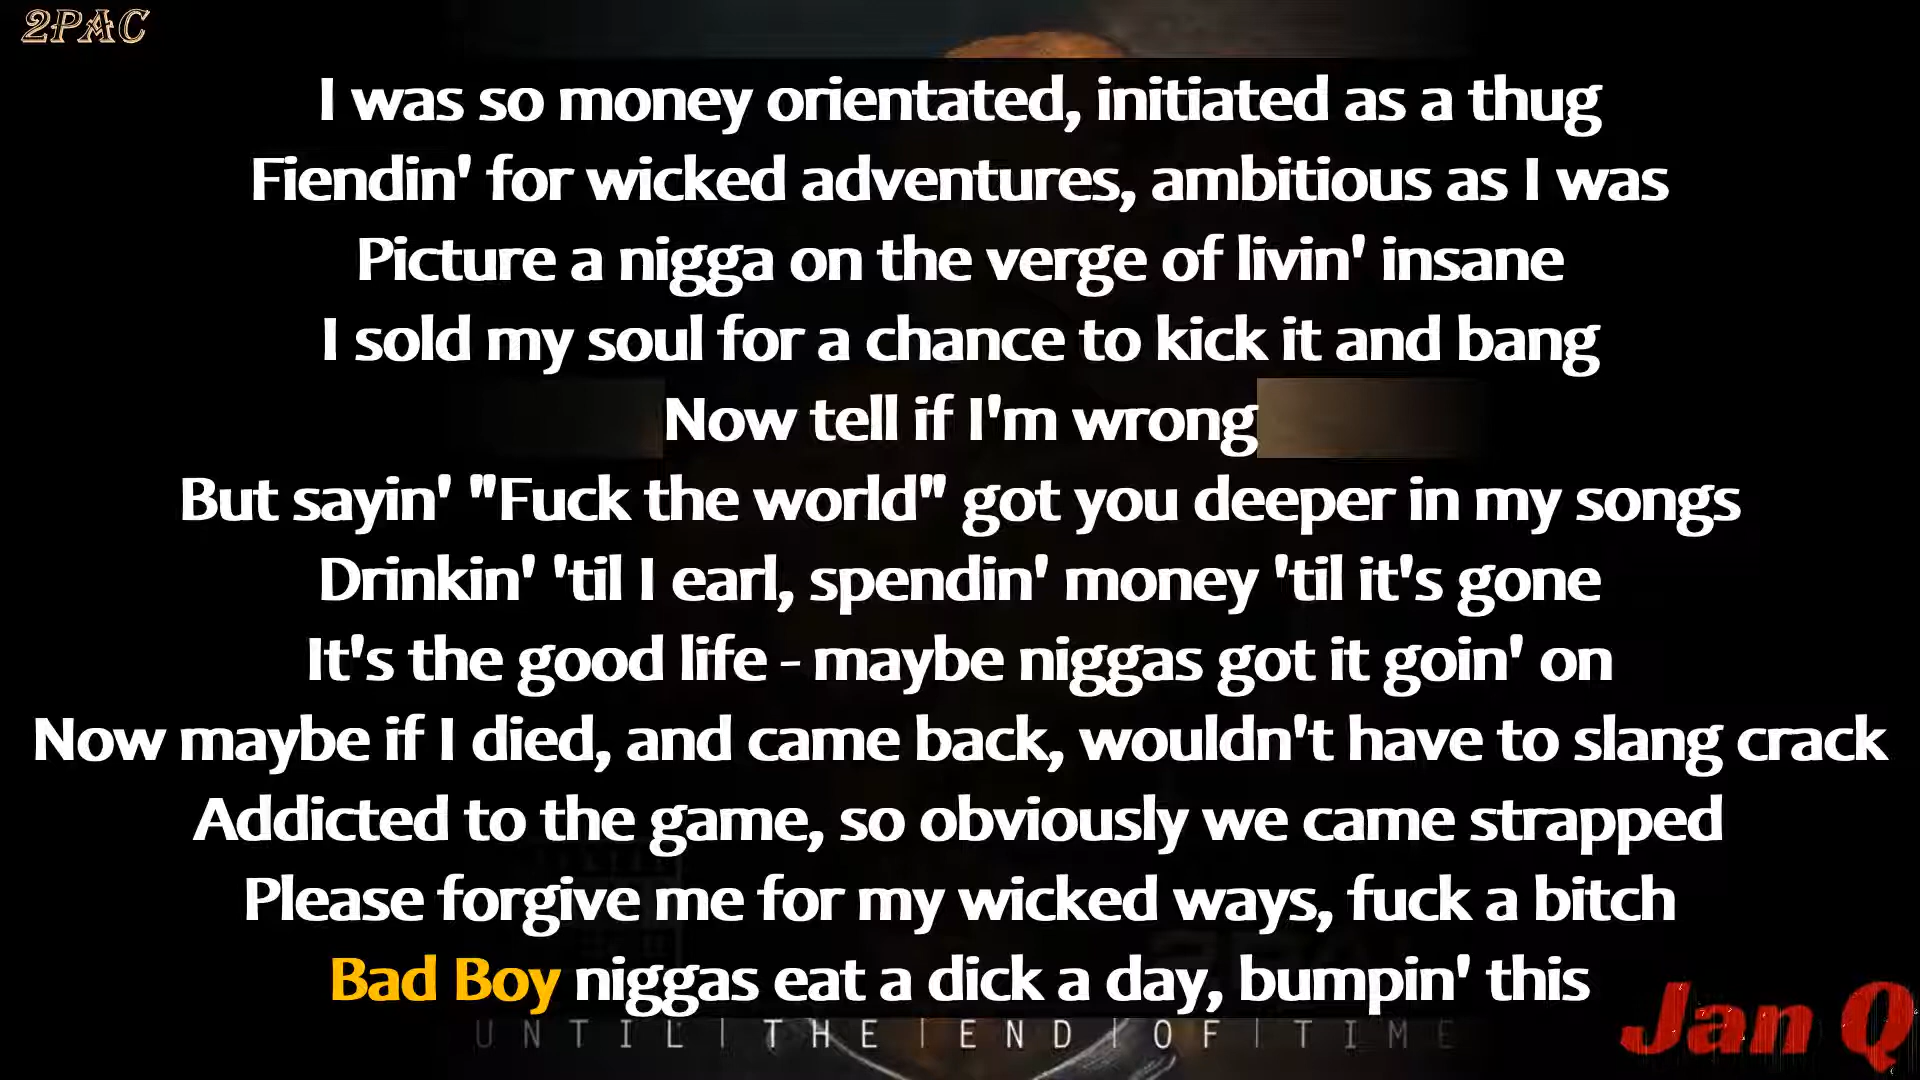 2PAC
I was so money orientated, initiated as a thug
Fiendin' for wicked adventures, ambitious as I was
Picture a nigga on the verge of livin' insane
I sold my soul for a chance to kick it and bang
Now tell if I'm wrong
But sayin' "Fuck the world" got you deeper in my songs
Drinkin' 'til I earl, spendin' money 'til it's gone
It's the good life - maybe niggas got it goin' on
Now maybe if I died, and came back, wouldn't have to slang crack
Addicted to the game, so obviously we came strapped
Please forgive me for my wicked ways, fuck a bitch
Bad Boy niggas eat a dick a day, bumpin' this
UNTIL|THE|END|OF|TIME
Jan Q